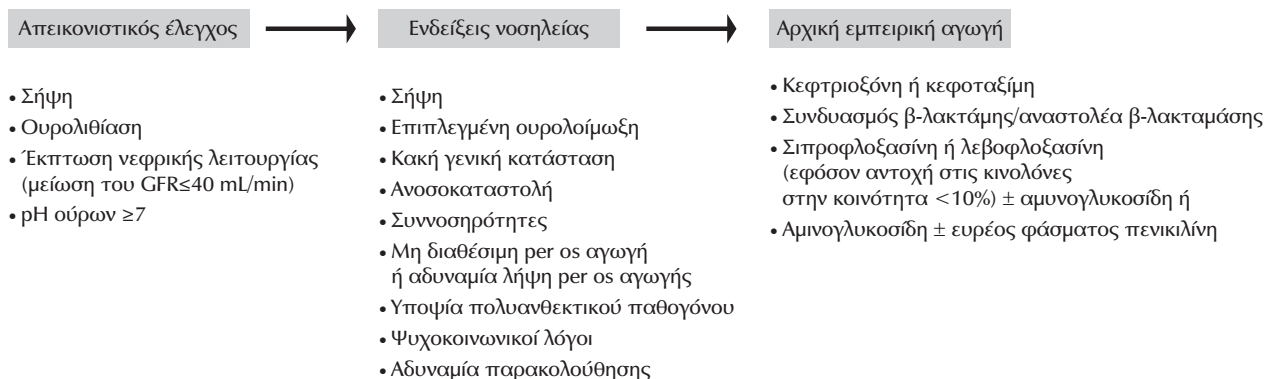 Απεικονιστικός έλεγχος
• Σήψη
• Ουρολιθίαση
• Έκπτωση νεφρικής λειτουργίας
(μείωση του GFR≤40 mL/min)
• pH ούρων ≥7
Ενδείξεις νοσηλείας
• Σήψη
• Επιπλεγμένη ουρολοίμωξη
• Κακή γενική κατάσταση
• Ανοσοκαταστολή
• Συννοσηρότητες
• Μη διαθέσιμη per os αγωγή
ή αδυναμία λήψη per os αγωγής
• Υποψία πολυανθεκτικού παθογόνου
• Ψυχοκοινωνικοί λόγοι
• Αδυναμία παρακολούθησης
Αρχική εμπειρική αγωγή
• Κεφτριοξόνη ή κεφοταξίμη
• Συνδυασμός β-λακτάμης/αναστολέα β-λακταμάσης
• Σιπροφλοξασίνη ή λεβοφλοξασίνη
(εφόσον αντοχή στις κινολόνες
στην κοινότητα <10%) ± αμυνογλυκοσίδη ή
• Αμινογλυκοσίδη ± ευρέος φάσματος πενικιλίνη